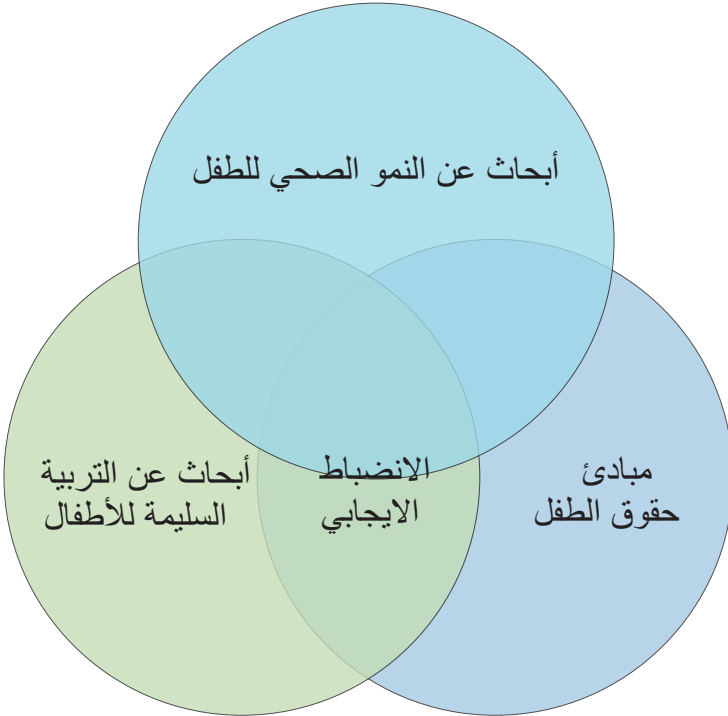 أبحاث عن النمو الصحي للطفل
مبادئ
حقوق الطفل
الانضباط
الايجابي
أبحاث عن التربية
السليمة للأطفال